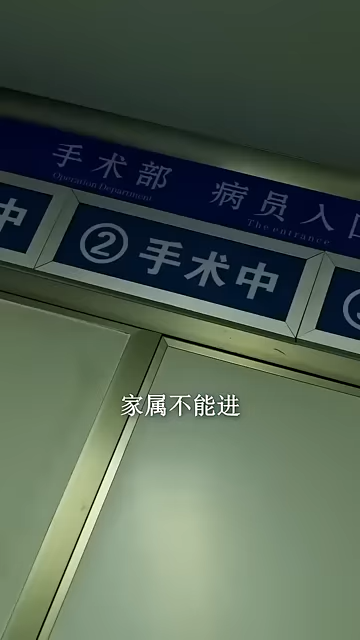 手术部 病员入口
Operation Department The entrance
中 ② 手术中
家属不能进